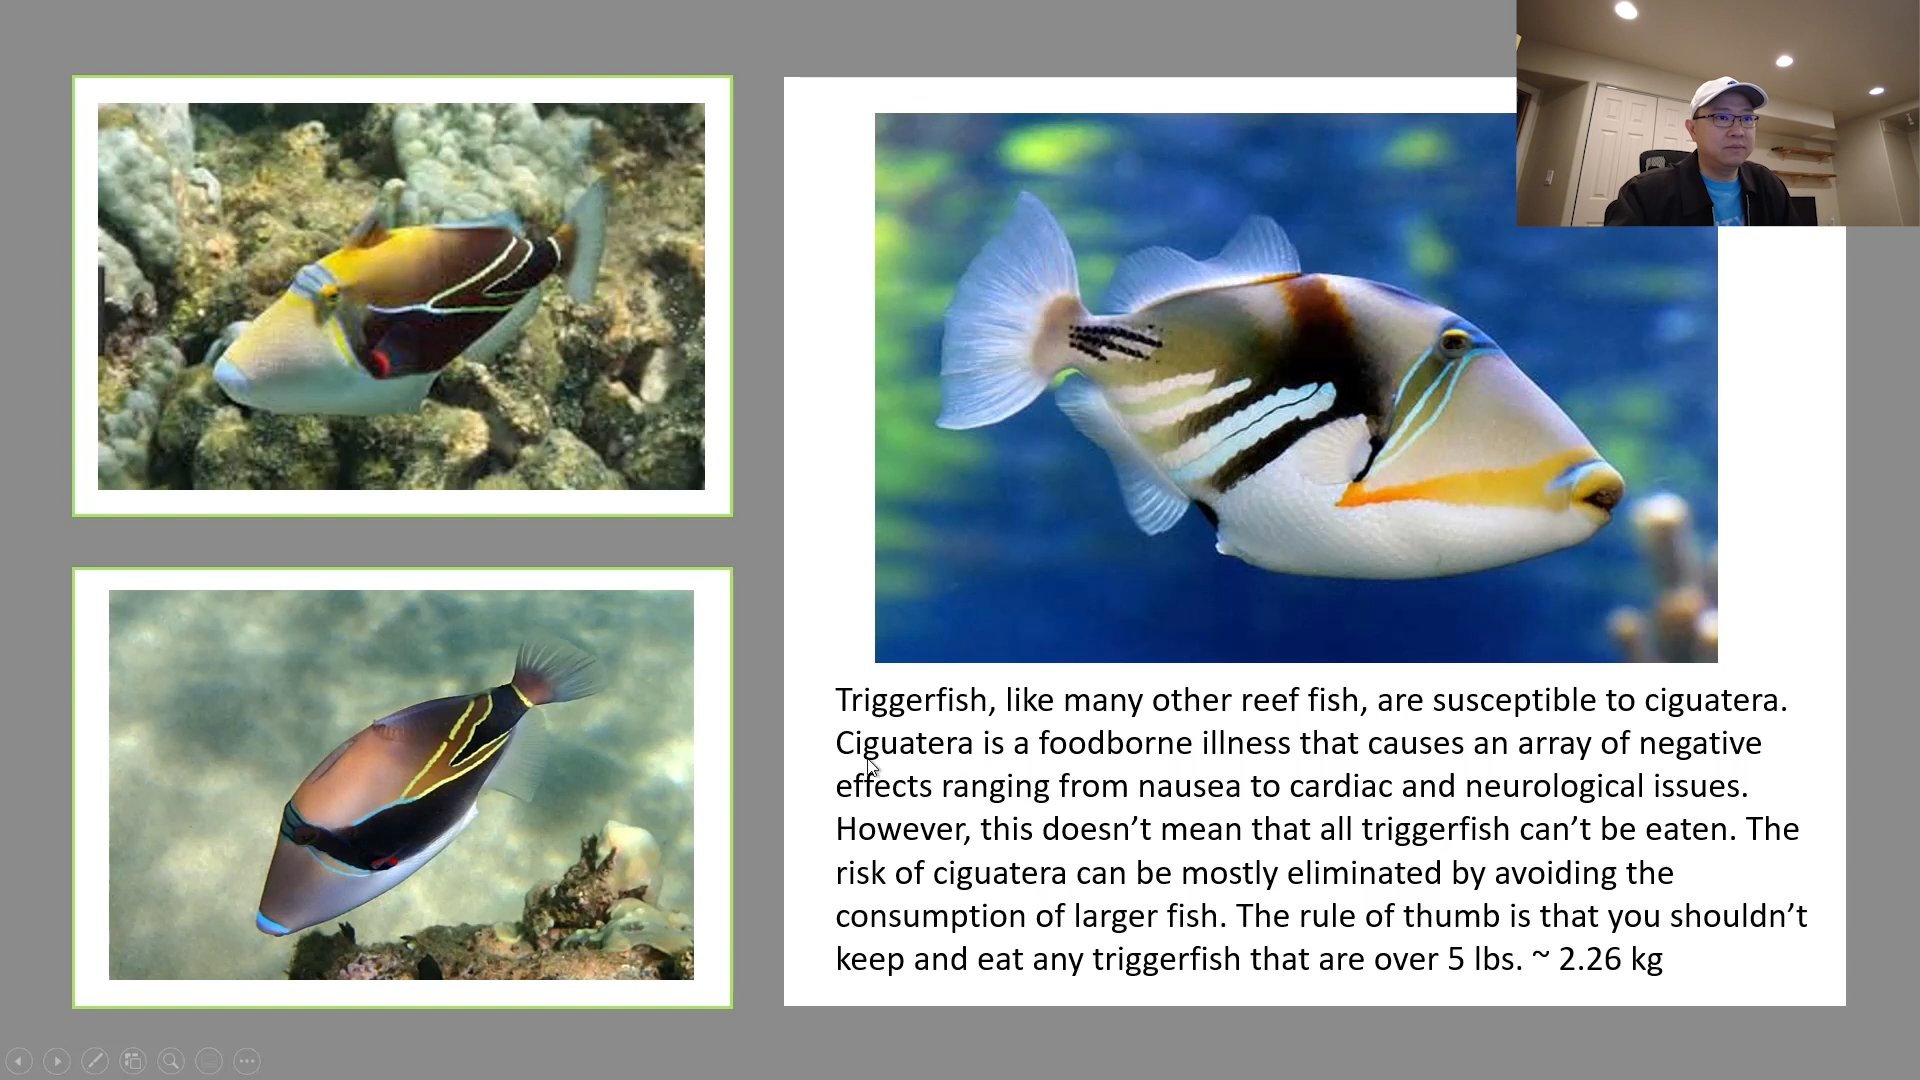 Triggerfish, like many other reef fish, are susceptible to ciguatera.
Ciguatera is a foodborne illness that causes an array of negative
effects ranging from nausea to cardiac and neurological issues.
However, this doesn’t mean that all triggerfish can’t be eaten. The
risk of ciguatera can be mostly eliminated by avoiding the
consumption of larger fish. The rule of thumb is that you shouldn’t
keep and eat any triggerfish that are over 5 lbs. ~ 2.26 kg